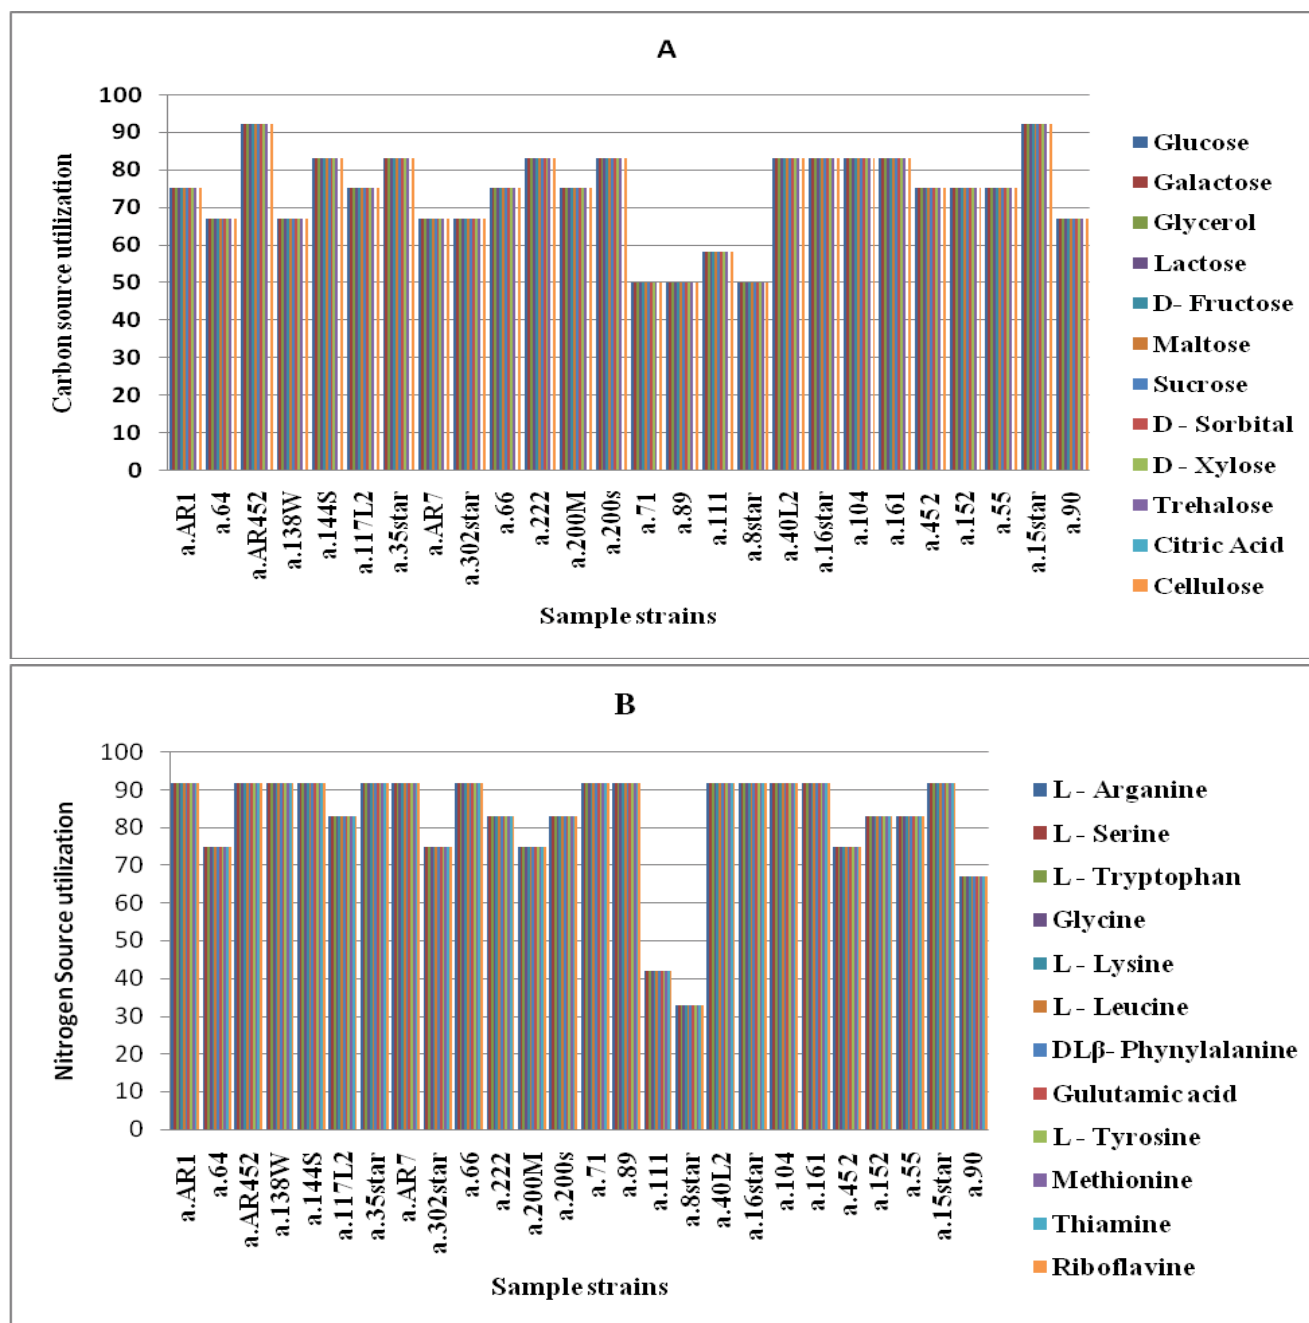 A
Carbon source utilization
100
90
80
70
60
50
40
30
20
10
0
a.AR1
a.64
a.AR452
a.138W
a.144S
a.117L2
a.35star
a.AR7
a.302star
a.66
a.222
a.200M
a.200s
a.71
a.89
a.111
a.8star
a.40L2
a.16star
a.104
a.161
a.452
a.152
a.55
a.15star
a.90
Sample strains
Glucose
Galactose
Glycerol
Lactose
D- Fructose
Maltose
Sucrose
D - Sorbital
D - Xylose
Trehalose
Citric Acid
Cellulose
B
Nitrogen Source utilization
100
90
80
70
60
50
40
30
20
10
0
a.AR1
a.64
a.AR452
a.138W
a.144S
a.117L2
a.35star
a.AR7
a.302star
a.66
a.222
a.200M
a.200s
a.71
a.89
a.111
a.8star
a.40L2
a.16star
a.104
a.161
a.452
a.152
a.55
a.15star
a.90
Sample strains
L - Arganine
L - Serine
L - Tryptophan
Glycine
L - Lysine
L - Leucine
DLβ- Phynylalanine
Gulutamic acid
L - Tyrosine
Methionine
Thiamine
Riboflavine